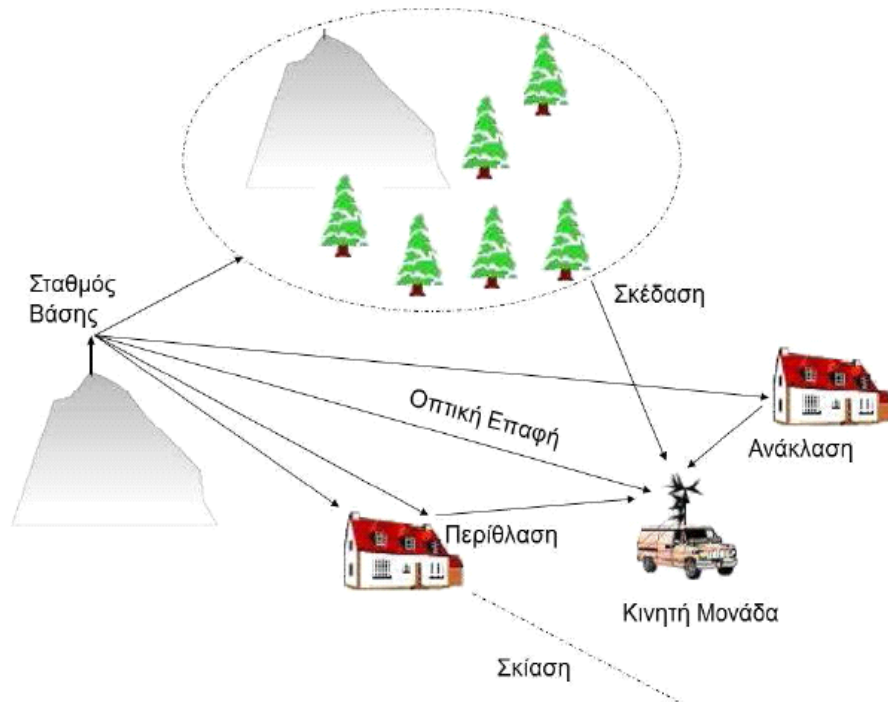 Σταθμός
Βάσης
Σκέδαση
Οπτική Επαφή
Ανάκλαση
Περίθλαση
Κινητή Μονάδα
Σκίαση